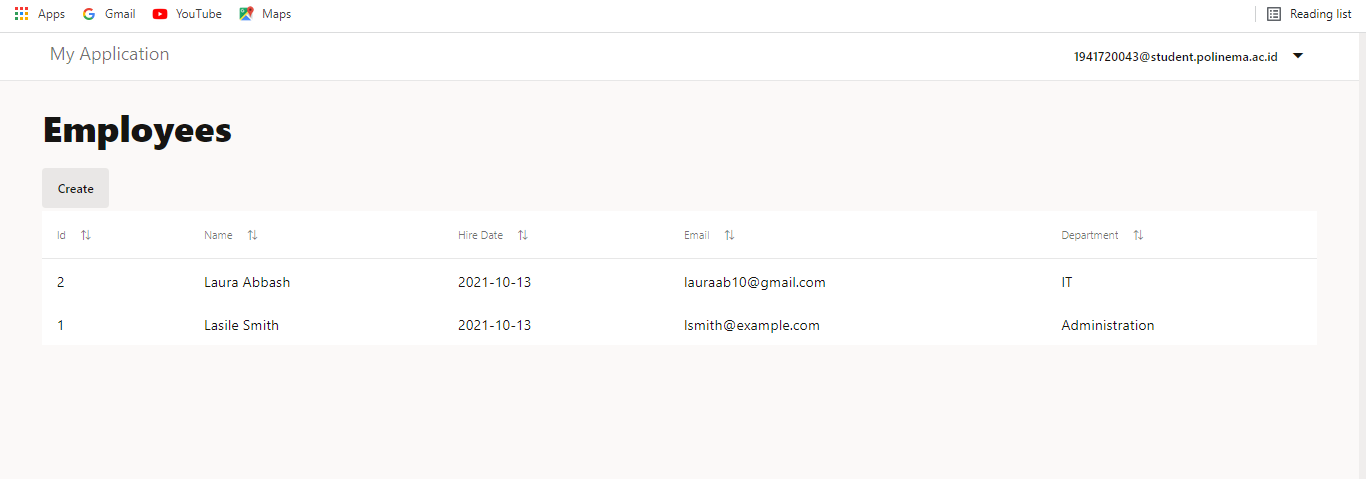 Apps Gmail YouTube Maps Reading list
My Application 1941720043@student.polinema.ac.id
Employees
Create
Id Name Hire Date Email Department
2 Laura Abbash 2021-10-13 lauraab10@gmail.com IT
1 Lasile Smith 2021-10-13 lsmith@example.com Administration